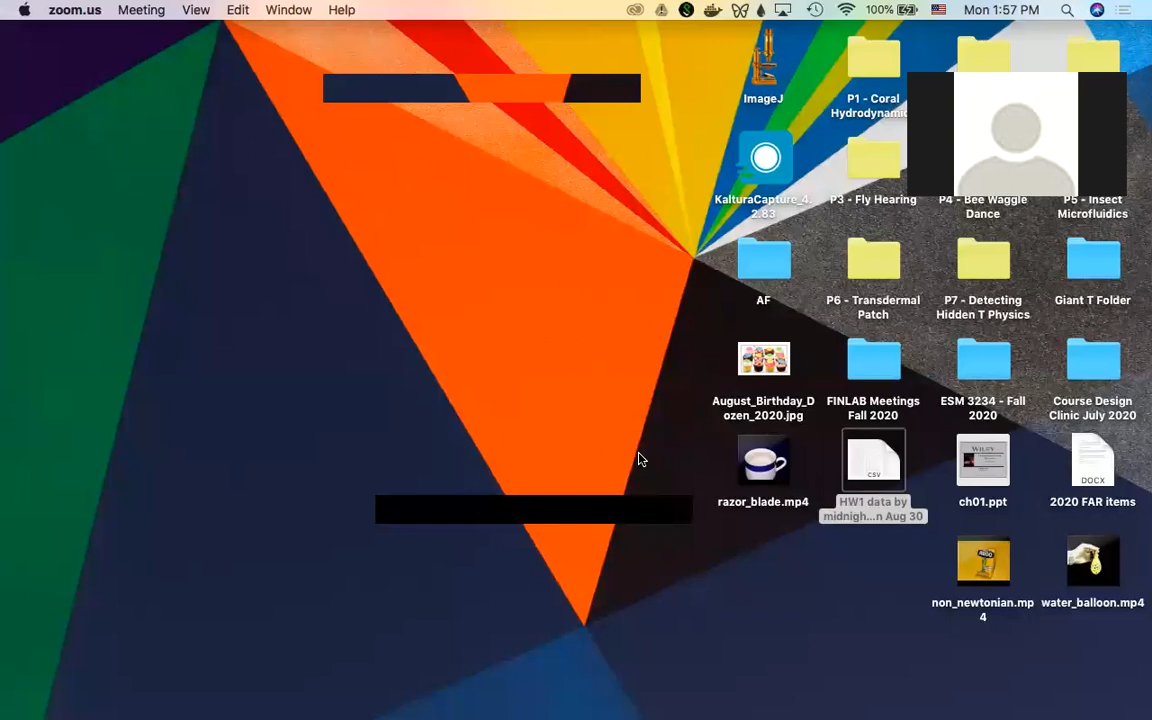 zoom.us Meeting View Edit Window Help 100% Mon 1:57 PM
ImageJ
P1 - Coral
Hydrodynamic
KalturaCapture_4.
2.83
P3 - Fly Hearing
P4 - Bee Waggle
Dance
P5 - Insect
Microfluidics
AF
P6 - Transdermal
Patch
P7 - Detecting
Hidden T Physics
Giant T Folder
August_Birthday_D
ozen_2020.jpg
FINLAB Meetings
Fall 2020
ESM 3234 - Fall
2020
Course Design
Clinic July 2020
WILEY
CSV
DOCX
razor_blade.mp4
HW1 data by
midnigh...n Aug 30
ch01.ppt
2020 FAR items
non_newtonian.mp
4
water_balloon.mp4